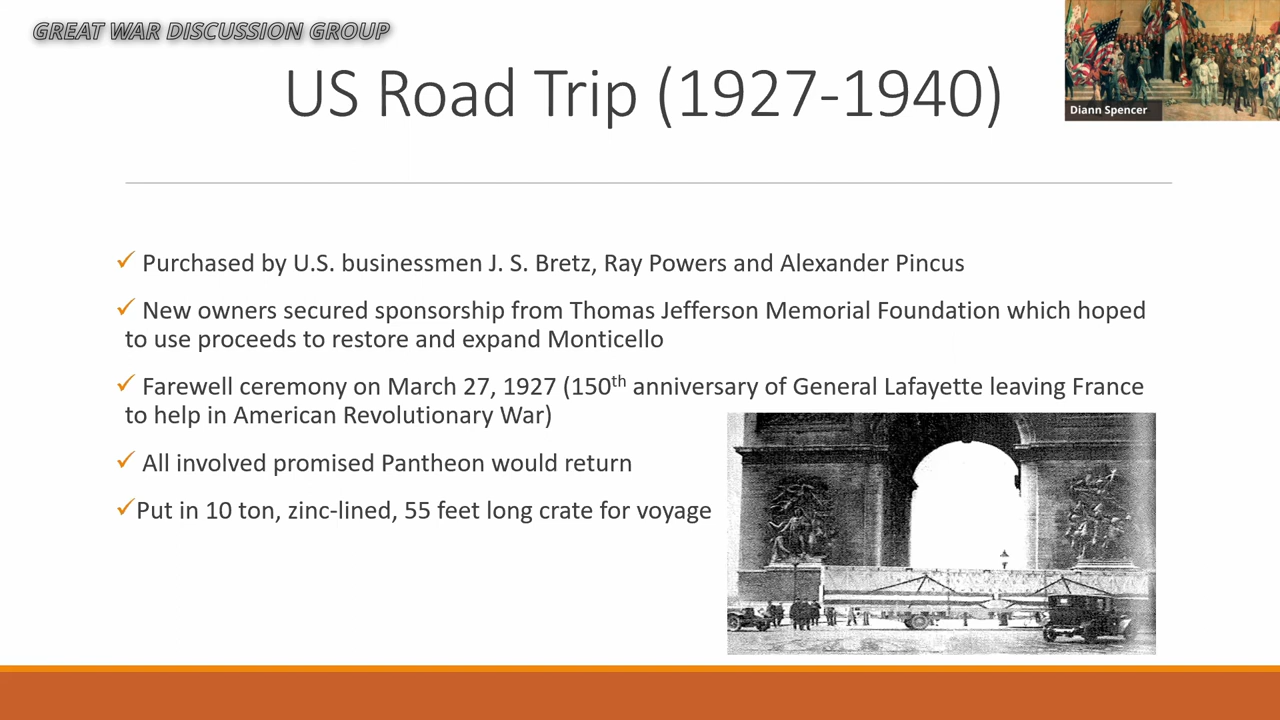 GREAT WAR DISCUSSION GROUP
US Road Trip (1927-1940)
Diann Spencer
✓ Purchased by U.S. businessmen J. S. Bretz, Ray Powers and Alexander Pincus
✓ New owners secured sponsorship from Thomas Jefferson Memorial Foundation which hoped
to use proceeds to restore and expand Monticello
✓ Farewell ceremony on March 27, 1927 (150th anniversary of General Lafayette leaving France
to help in American Revolutionary War)
✓ All involved promised Pantheon would return
✓Put in 10 ton, zinc-lined, 55 feet long crate for voyage